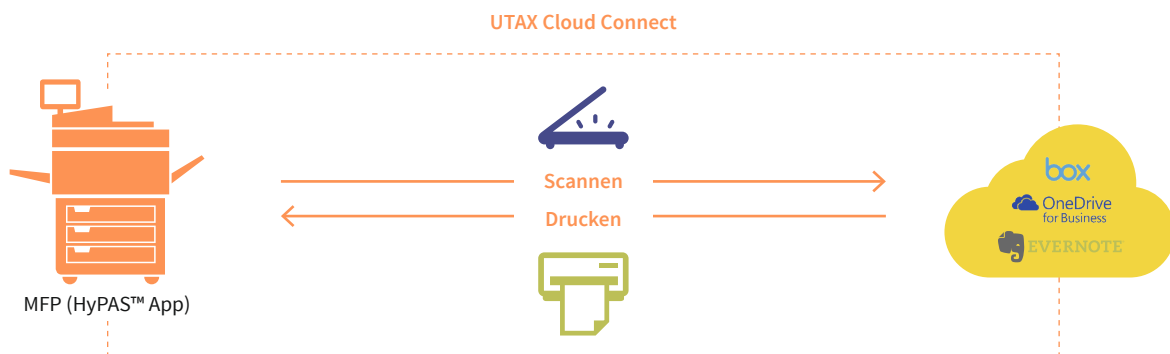 UTAX Cloud Connect
Scannen
Drucken
box
OneDrive
for Business
EVERNOTE
MFP (HyPAS™ App)